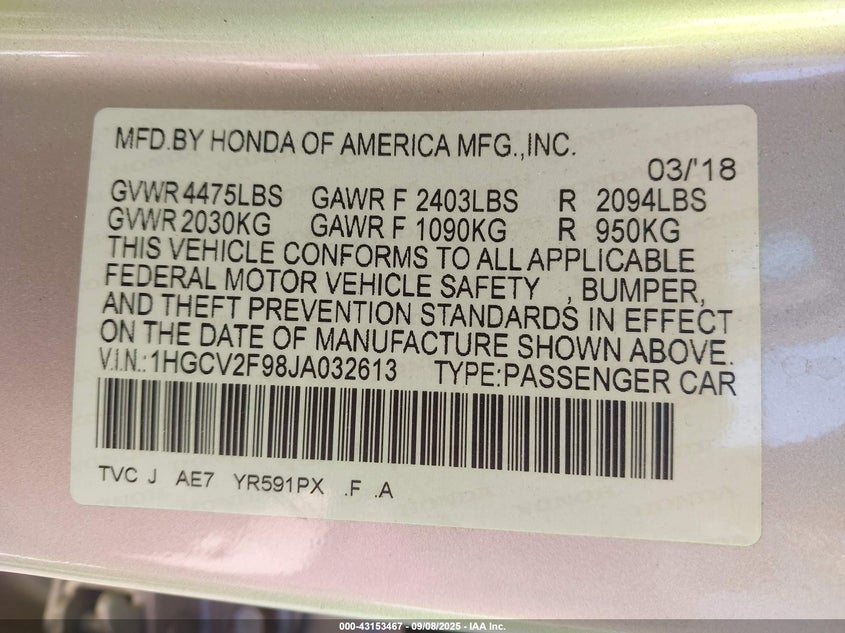 MFD.BY HONDA OF AMERICA MFG.,INC.
03/'18
GVWR 4475LBS GAWR F 2403LBS R 2094LBS
GVWR 2030KG GAWR F 1090KG R 950KG
THIS VEHICLE CONFORMS TO ALL APPLICABLE
FEDERAL MOTOR VEHICLE SAFETY , BUMPER,
AND THEFT PREVENTION STANDARDS IN EFFECT
ON THE DATE OF MANUFACTURE SHOWN ABOVE.
V.I.N.:1HGCV2F98JA032613 TYPE:PASSENGER CAR
TVC J AE7 YR591PX .F .A
000-43153467 - 09/08/2025 - IAA Inc.